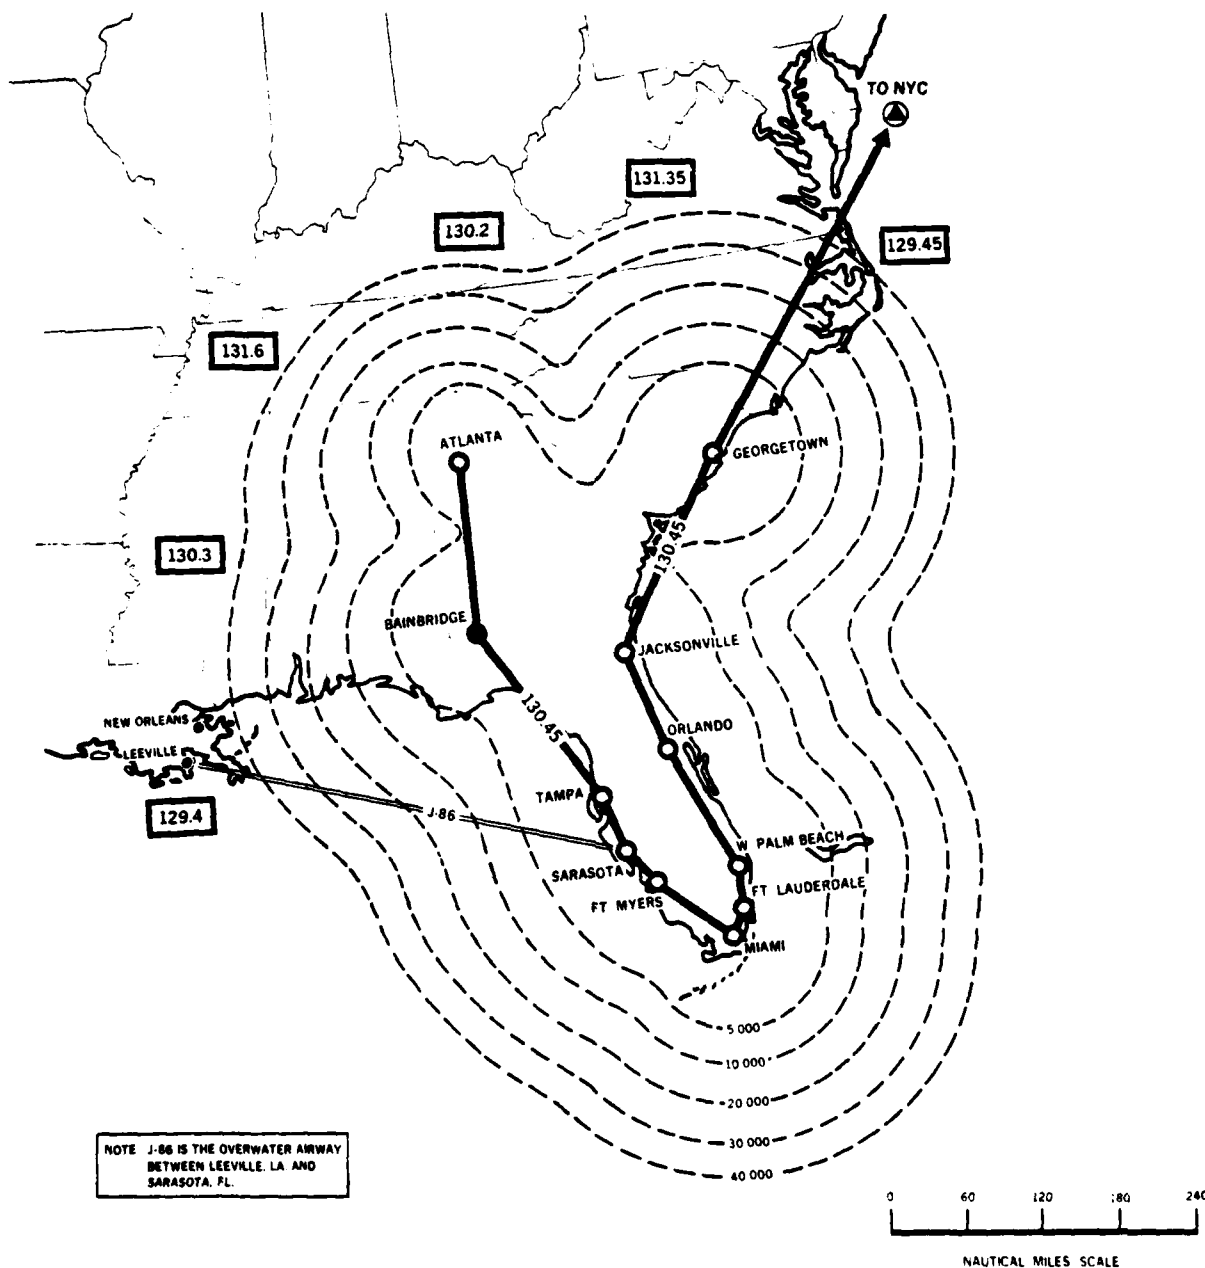 TO NYC
131.35
130.2
129.45
131.6
ATLANTA
GEORGETOWN
130.45
130.3
BAINBRIDGE
JACKSONVILLE
130.45
NEW ORLEANS
ORLANDO
LEEVILLE
TAMPA
J-86
129.4
W PALM BEACH
SARASOTA
FT LAUDERDALE
FT MYERS
MIAMI
5 000
10 000
20 000
30 000
40 000
NOTE J-86 IS THE OVERWATER AIRWAY
BETWEEN LEEVILLE, LA. AND
SARASOTA, FL.
0 60 120 180 240
NAUTICAL MILES SCALE